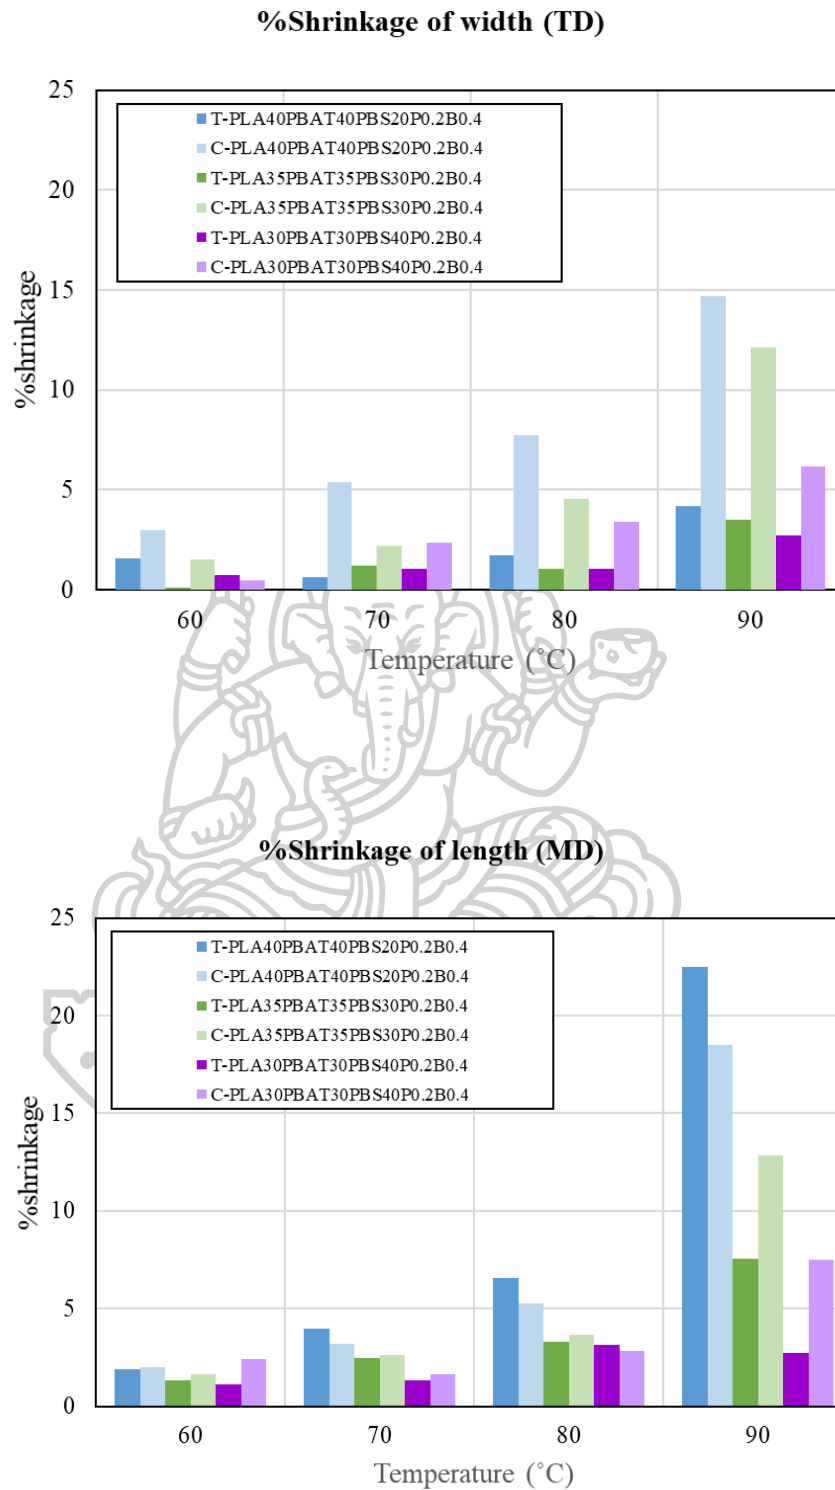 %Shrinkage of width (TD)
25
20
15
10
5
0
%shrinkage
T-PLA40PBAT40PBS20P0.2B0.4
C-PLA40PBAT40PBS20P0.2B0.4
T-PLA35PBAT35PBS30P0.2B0.4
C-PLA35PBAT35PBS30P0.2B0.4
T-PLA30PBAT30PBS40P0.2B0.4
C-PLA30PBAT30PBS40P0.2B0.4
60 70 80 90
Temperature (˚C)
%Shrinkage of length (MD)
25
20
15
10
5
0
%shrinkage
T-PLA40PBAT40PBS20P0.2B0.4
C-PLA40PBAT40PBS20P0.2B0.4
T-PLA35PBAT35PBS30P0.2B0.4
C-PLA35PBAT35PBS30P0.2B0.4
T-PLA30PBAT30PBS40P0.2B0.4
C-PLA30PBAT30PBS40P0.2B0.4
60 70 80 90
Temperature (˚C)